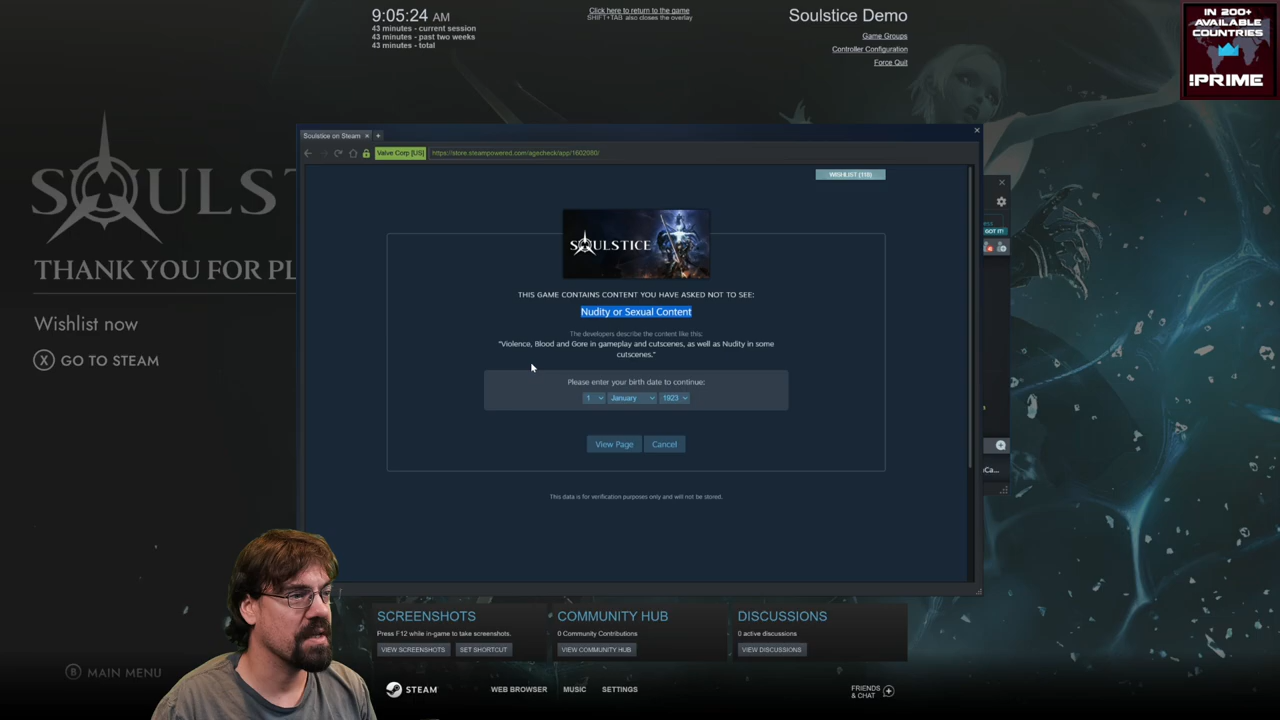 9:05:24 AM
43 minutes - current session
43 minutes - past two weeks
43 minutes - total
Click here to return to the game
SHIFT+TAB also closes the overlay
Soulstice Demo
Game Groups
Controller Configuration
Force Quit
IN 200+
AVAILABLE
COUNTRIES
!PRIME
SOULS
THANK YOU FOR PL
Wishlist now
X GO TO STEAM
B MAIN MENU
Soulstice on Steam
Valve Corp [US]
https://store.steampowered.com/agecheck/app/1602080/
WISHLIST (118)
SOULSTICE
THIS GAME CONTAINS CONTENT YOU HAVE ASKED NOT TO SEE:
Nudity or Sexual Content
The developers describe the content like this:
"Violence, Blood and Gore in gameplay and cutscenes, as well as Nudity in some
cutscenes."
Please enter your birth date to continue:
1 January 1923
View Page Cancel
This data is for verification purposes only and will not be stored.
GOT IT!
SCREENSHOTS
Press F12 while in-game to take screenshots.
VIEW SCREENSHOTS SET SHORTCUT
COMMUNITY HUB
0 Community Contributions
VIEW COMMUNITY HUB
DISCUSSIONS
0 active discussions
VIEW DISCUSSIONS
STEAM
WEB BROWSER MUSIC SETTINGS
FRIENDS
& CHAT